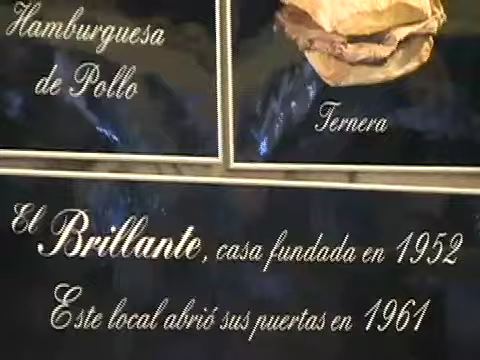 Hamburguesa
de Pollo
Ternera
El Brillante, casa fundada en 1952
Este local abrió sus puertas en 1961